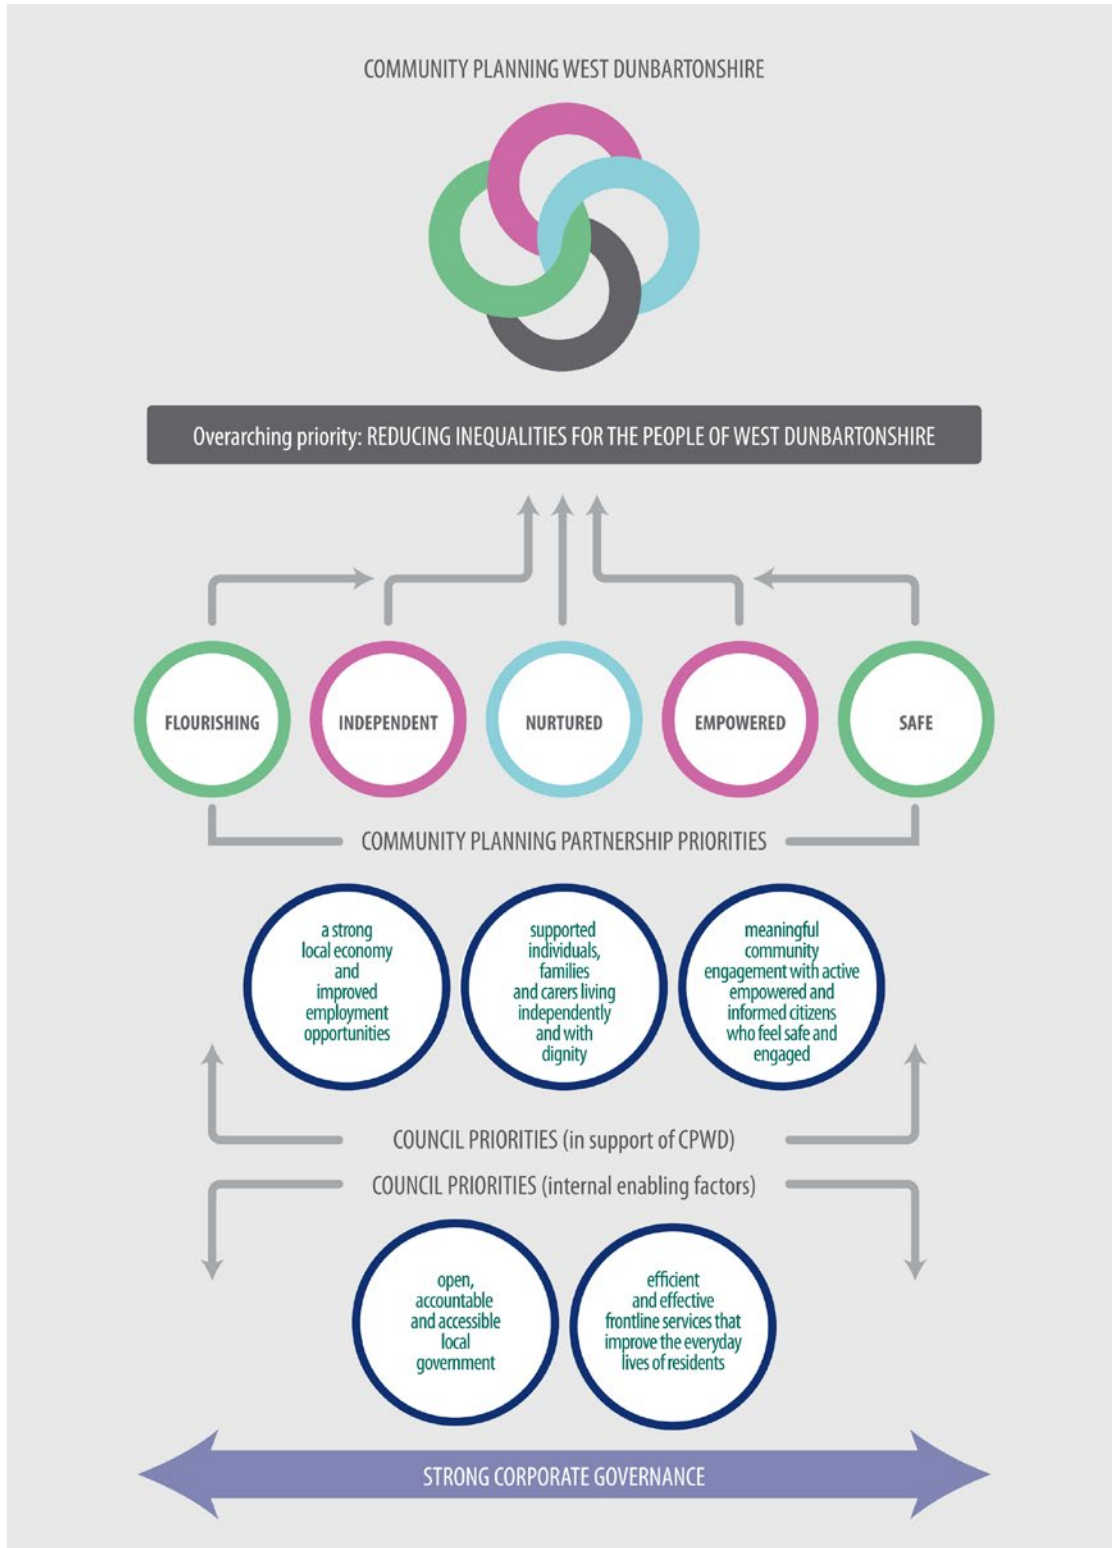 COMMUNITY PLANNING WEST DUNBARTONSHIRE
Overarching priority: REDUCING INEQUALITIES FOR THE PEOPLE OF WEST DUNBARTONSHIRE
FLOURISHING
INDEPENDENT
NURTURED
EMPOWERED
SAFE
COMMUNITY PLANNING PARTNERSHIP PRIORITIES
a strong
local economy
and
improved
employment
opportunities
supported
individuals,
families
and carers living
independently
and with
dignity
meaningful
community
engagement with active
empowered and
informed citizens
who feel safe and
engaged
COUNCIL PRIORITIES (in support of CPWD)
COUNCIL PRIORITIES (internal enabling factors)
open,
accountable
and accessible
local
government
efficient
and effective
frontline services that
improve the everyday
lives of residents
STRONG CORPORATE GOVERNANCE